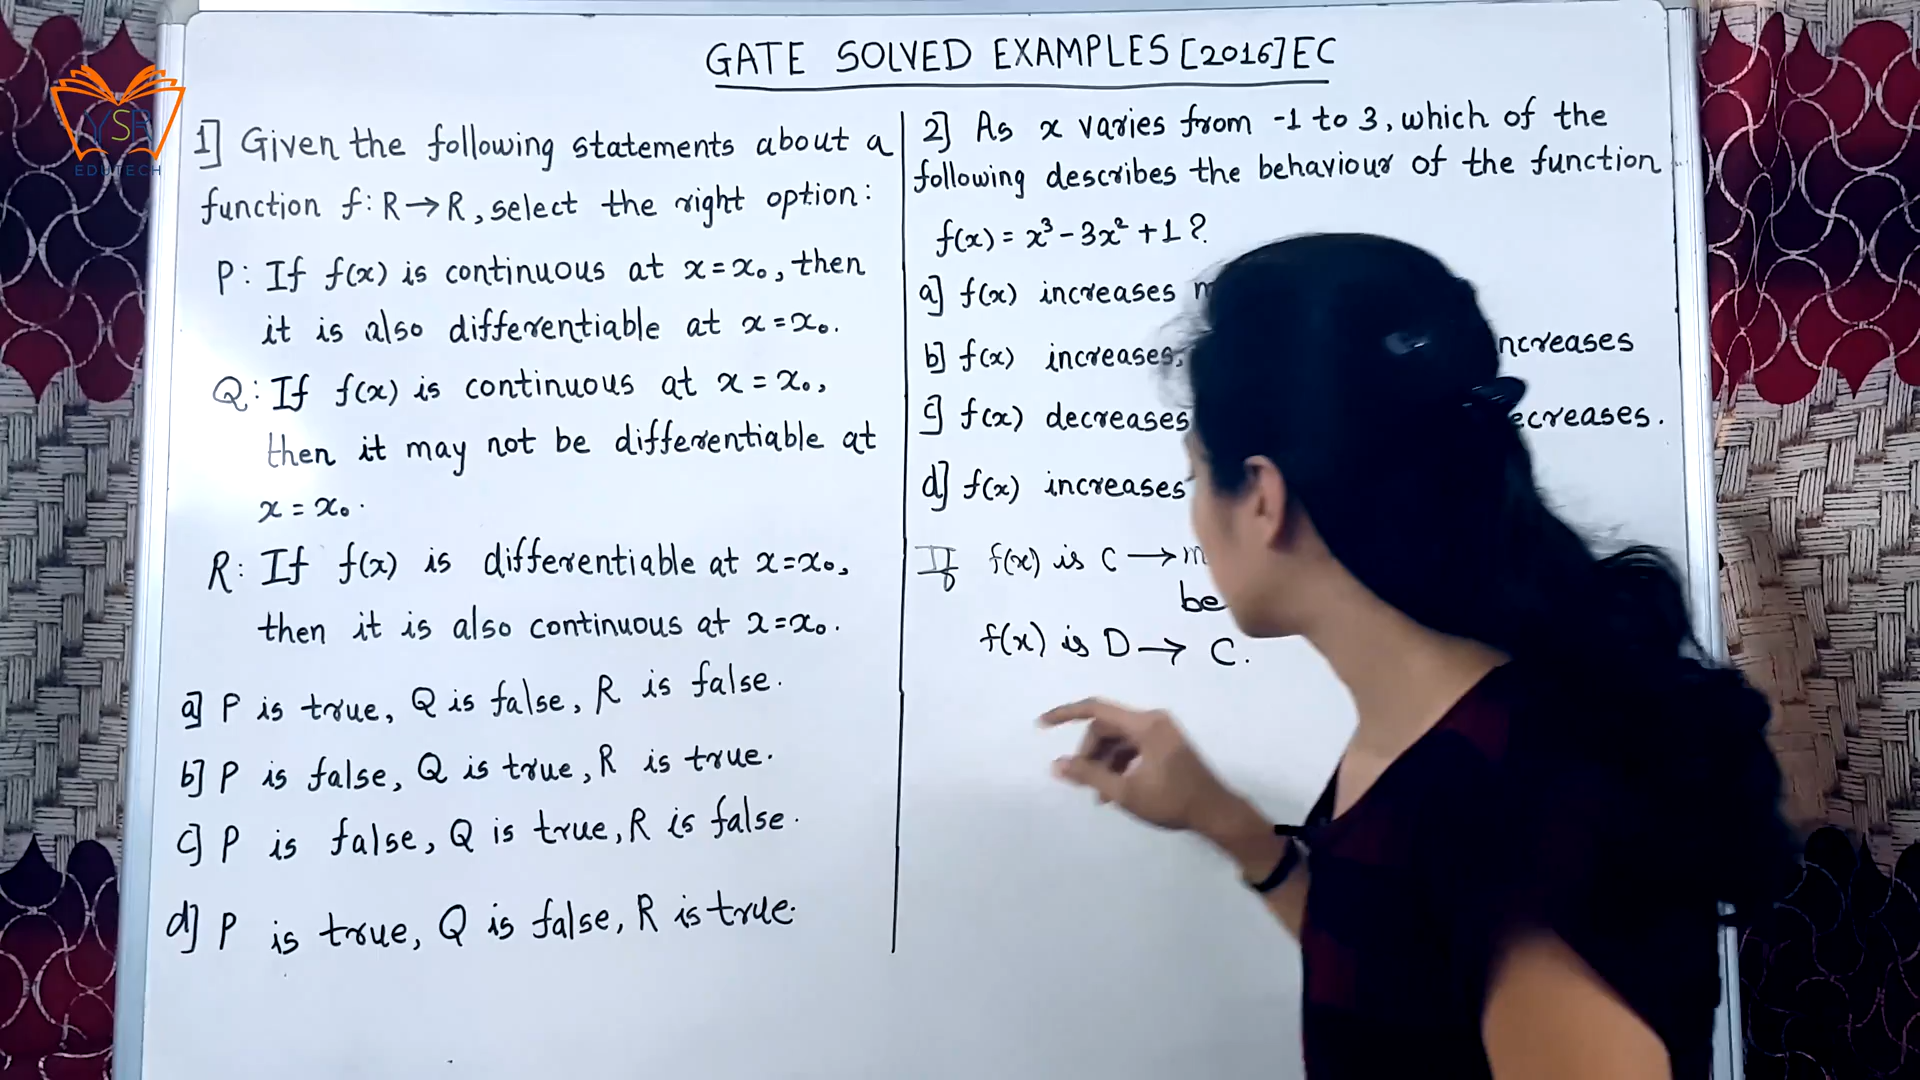 YSR
EDUTECH
GATE SOLVED EXAMPLES [2016] EC
1] Given the following statements about a
function f: R→R, select the right option:
P: If f(x) is continuous at x=x₀, then
it is also differentiable at x=x₀.
Q: If f(x) is continuous at x=x₀,
then it may not be differentiable at
x=x₀.
R: If f(x) is differentiable at x=x₀,
then it is also continuous at x=x₀.
a] P is true, Q is false, R is false.
b] P is false, Q is true, R is true.
c] P is false, Q is true, R is false.
d] P is true, Q is false, R is true.
2] As x varies from -1 to 3, which of the
following describes the behaviour of the function
f(x) = x³-3x²+1?
a] f(x) increases
b] f(x) increases,
c] f(x) decreases
d] f(x) increases
If f(x) is C →
be
f(x) is D → C.